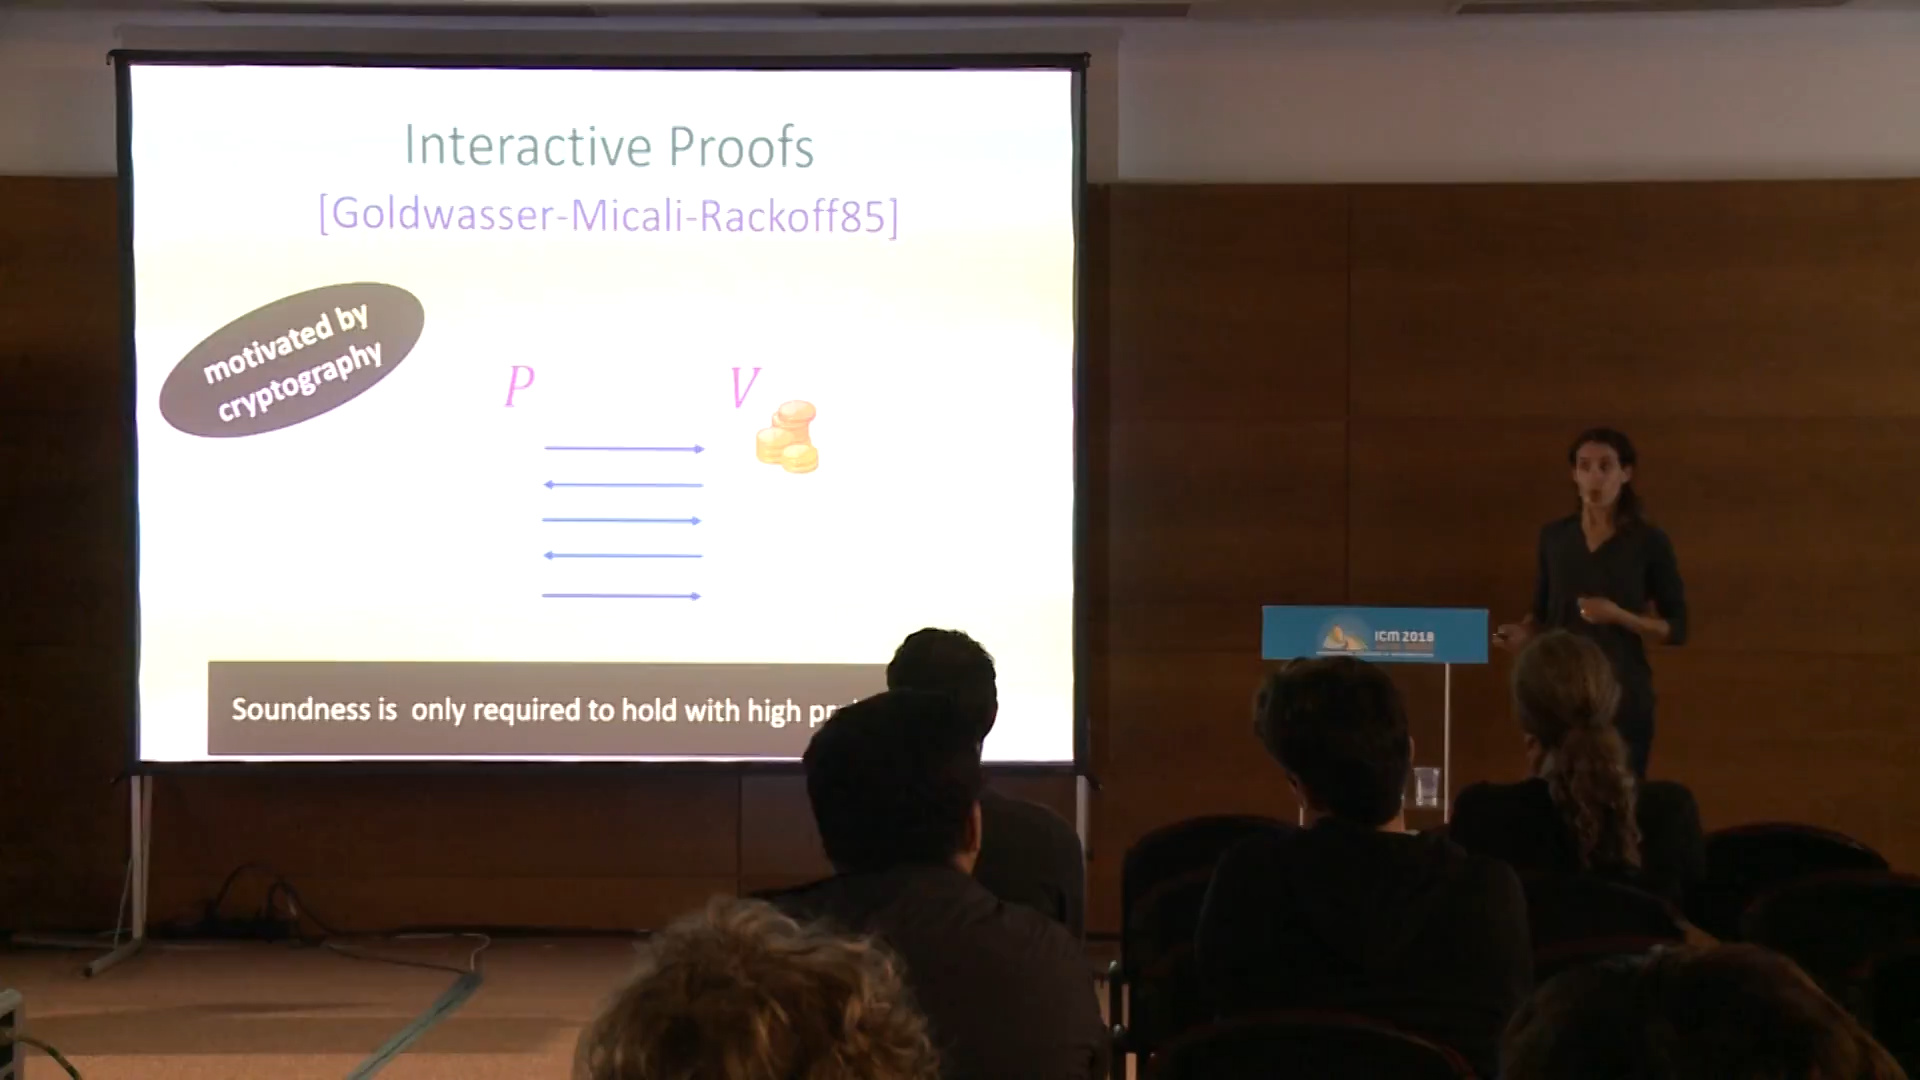 Interactive Proofs
[Goldwasser-Micali-Rackoff85]
motivated by
cryptography
P
V
Soundness is only required to hold with high
ICM 2018